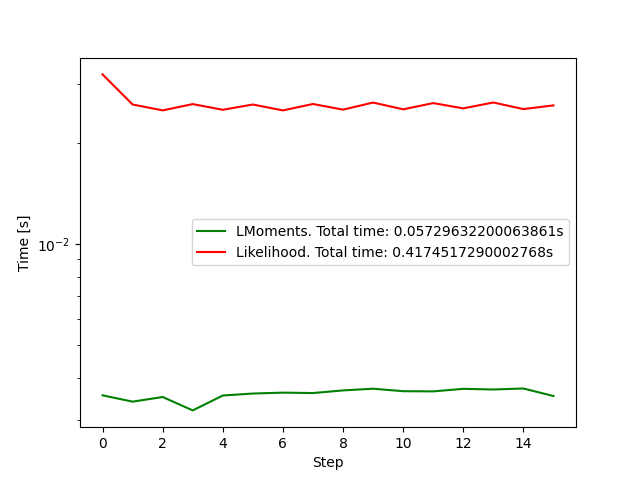 Time [s]
10⁻²
LMoments. Total time: 0.05729632200063861s
Likelihood. Total time: 0.4174517290002768s
0 2 4 6 8 10 12 14
Step